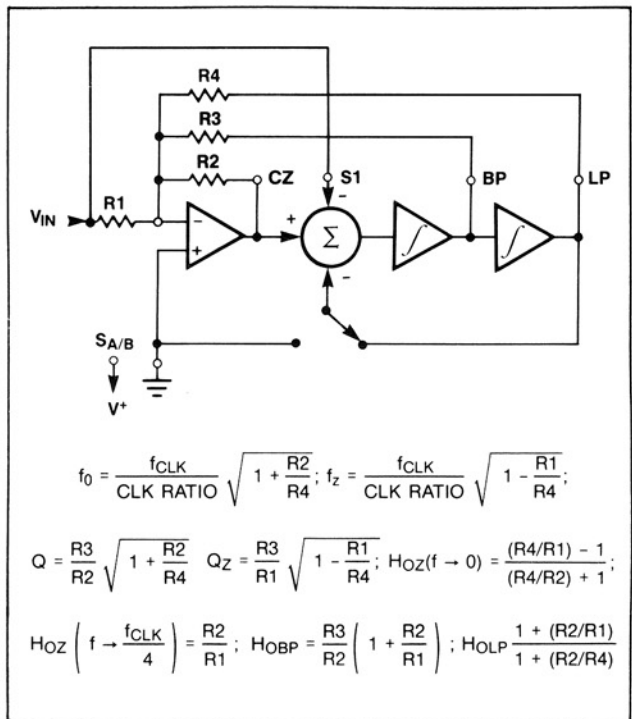 R4
R3
R2
CZ
S1
BP
LP
R1
VIN
−
+
+
−
Σ
∫
∫
−
SA/B
V+
f0 = fCLK / CLK RATIO √(1 + R2/R4); fz = fCLK / CLK RATIO √(1 − R1/R4);
Q = R3/R2 √(1 + R2/R4) QZ = R3/R1 √(1 − R1/R4); HOZ(f → 0) = (R4/R1) − 1 / (R4/R2) + 1;
HOZ (f → fCLK/4) = R2/R1; HOBP = R3/R2 (1 + R2/R1); HOLP 1 + (R2/R1) / 1 + (R2/R4)